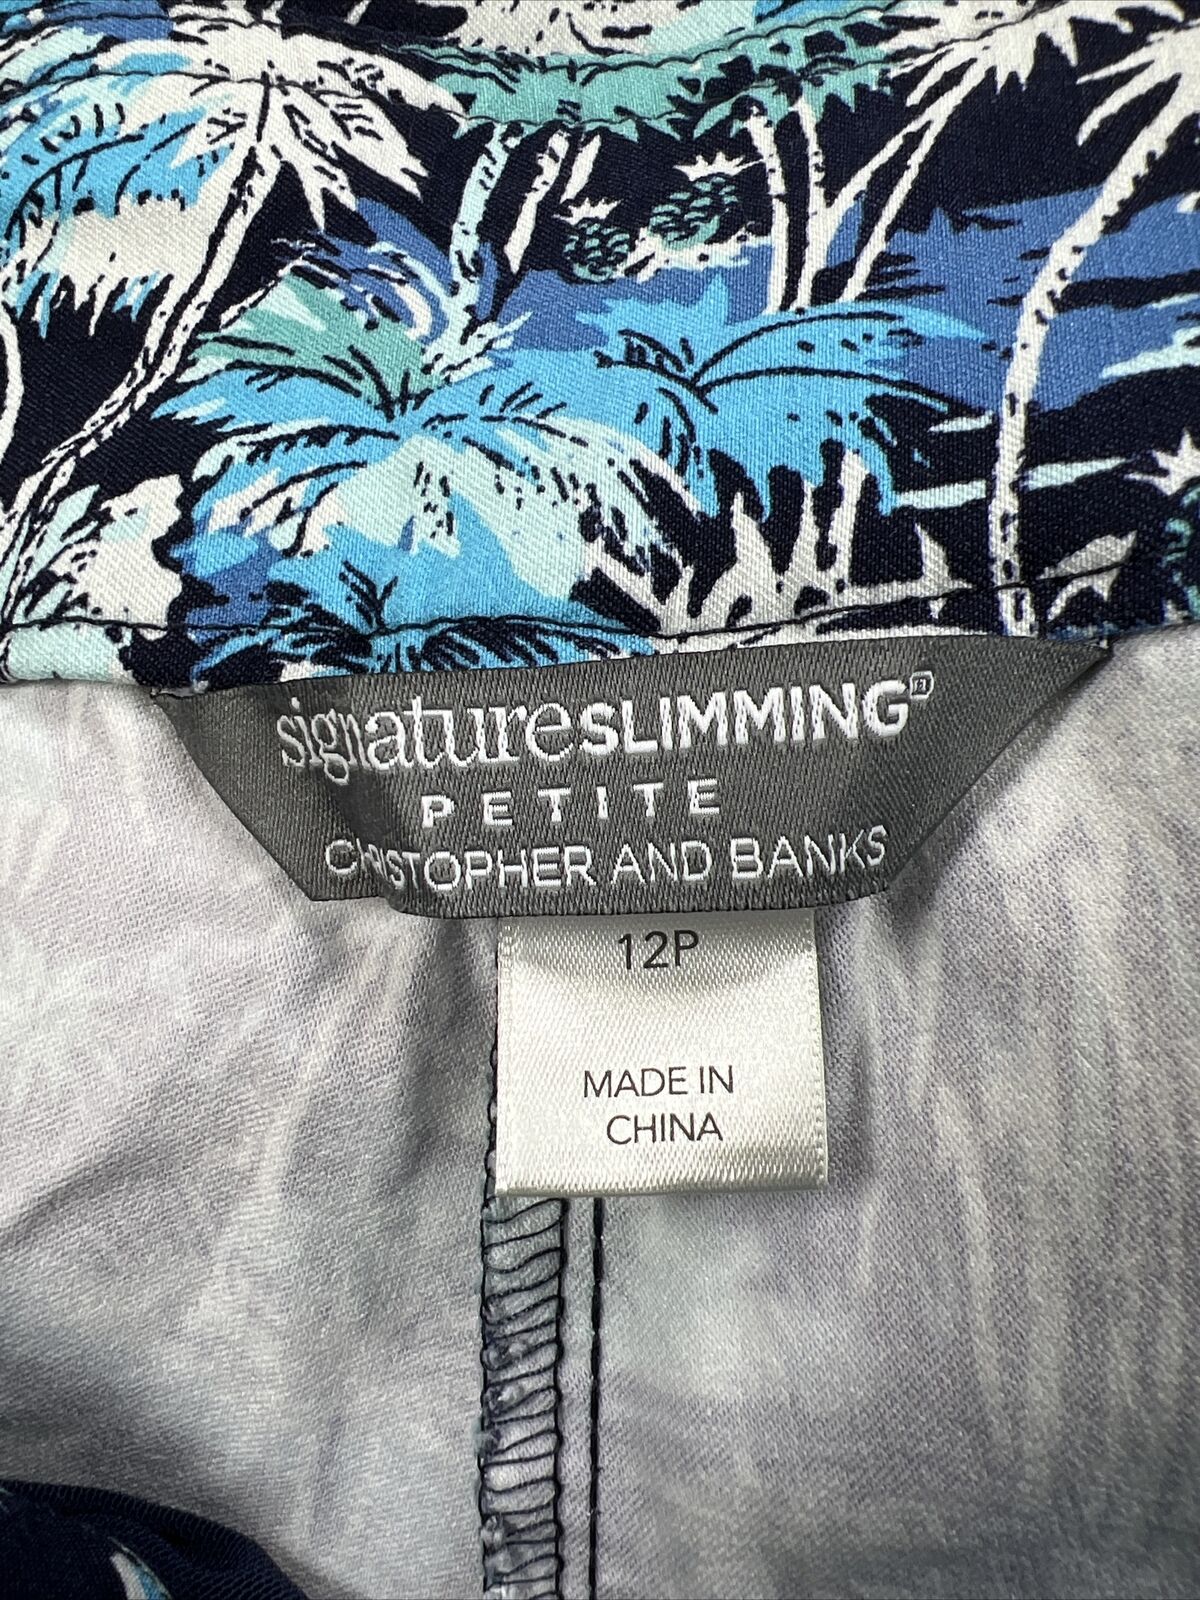 signatureSLIMMING®
PETITE
CHRISTOPHER AND BANKS
12P
MADE IN
CHINA